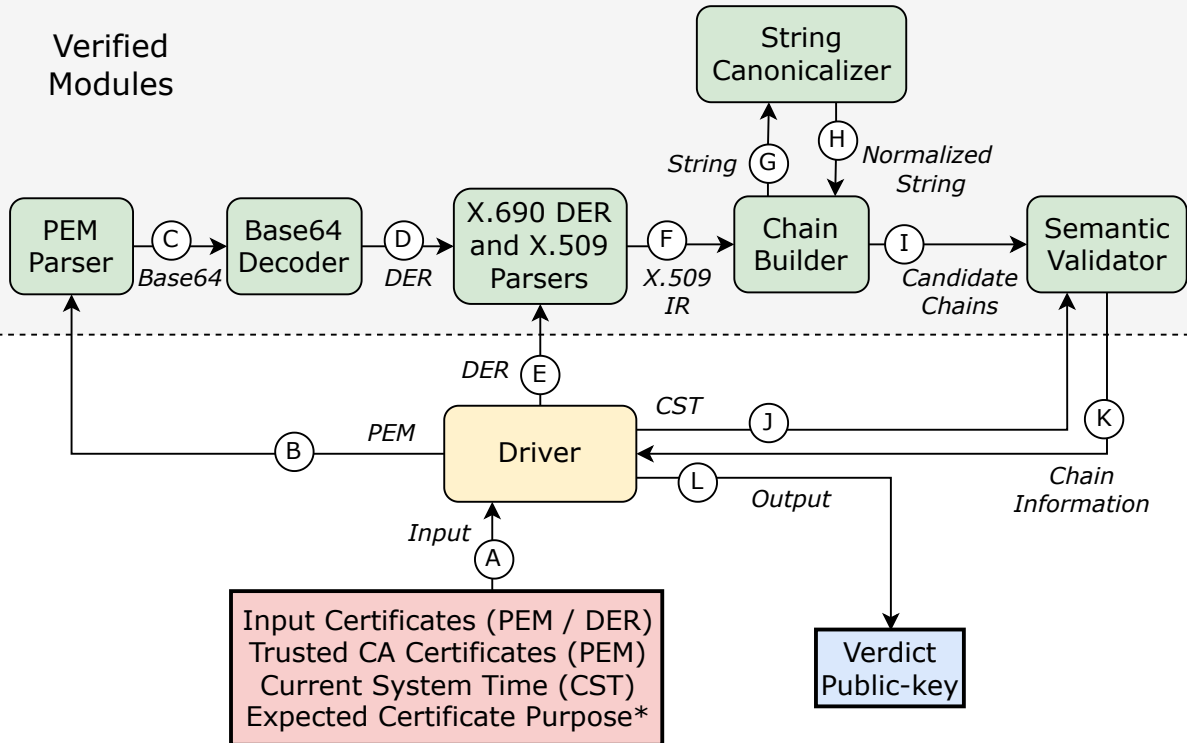 Verified
Modules
String
Canonicalizer
String
G
H
Normalized
String
PEM
Parser
C
Base64
Base64
Decoder
D
DER
X.690 DER
and X.509
Parsers
F
X.509
IR
Chain
Builder
I
Candidate
Chains
Semantic
Validator
DER
E
B
PEM
Driver
CST
J
K
Chain
Information
L
Output
Input
A
Input Certificates (PEM / DER)
Trusted CA Certificates (PEM)
Current System Time (CST)
Expected Certificate Purpose*
Verdict
Public-key